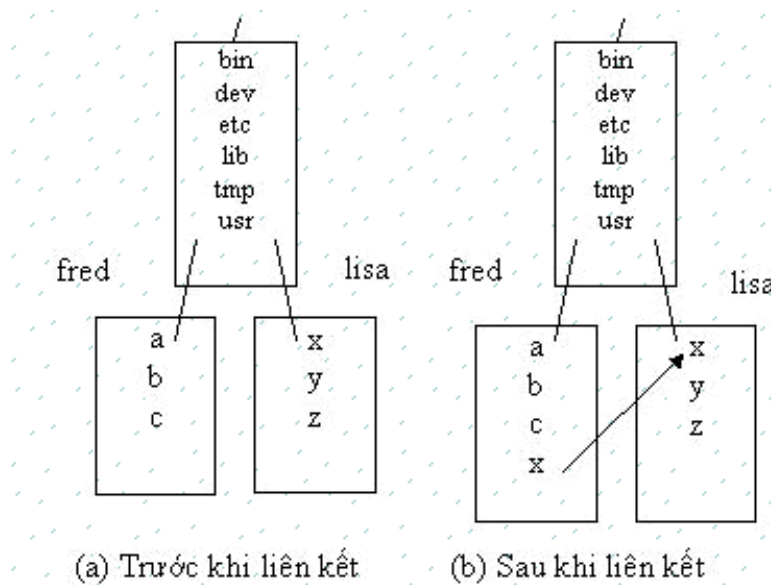 /
bin
dev
etc
lib
tmp
usr
fred
lisa
a
b
c
x
y
z
(a) Trước khi liên kết
/
bin
dev
etc
lib
tmp
usr
fred
lisa
a
b
c
x
x
y
z
(b) Sau khi liên kết